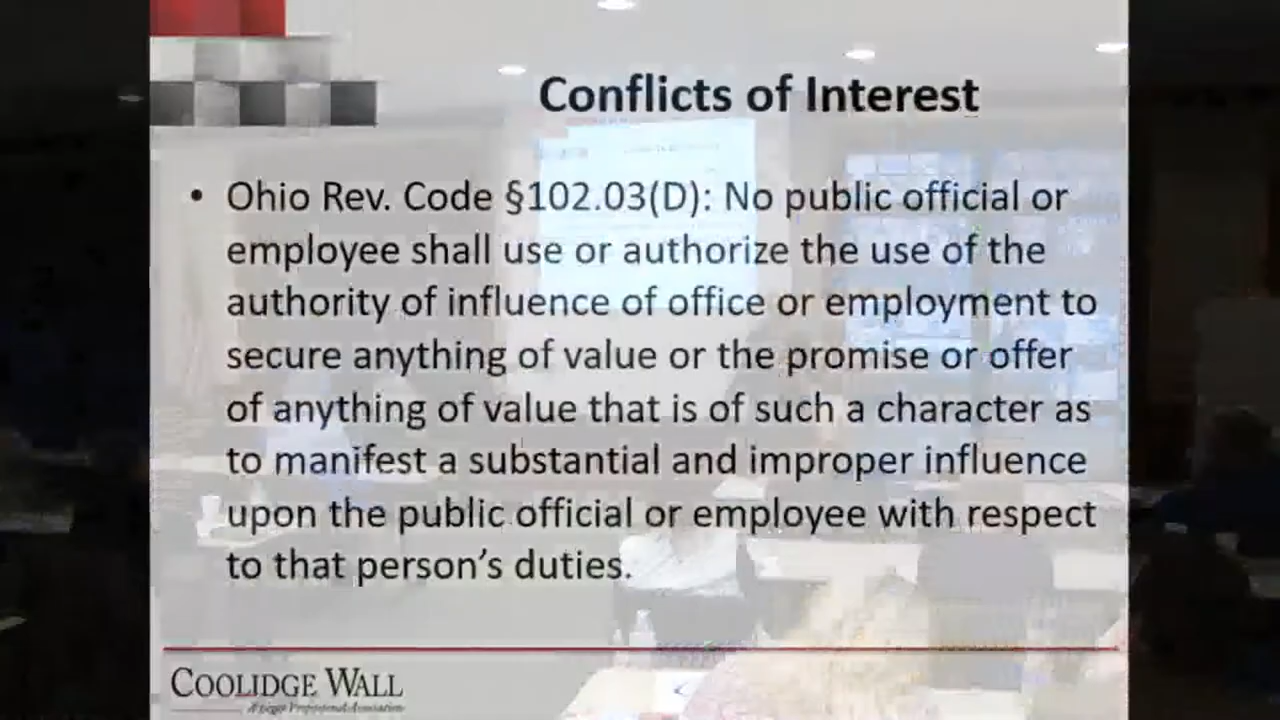 Conflicts of Interest
• Ohio Rev. Code §102.03(D): No public official or
employee shall use or authorize the use of the
authority of influence of office or employment to
secure anything of value or the promise or offer
of anything of value that is of such a character as
to manifest a substantial and improper influence
upon the public official or employee with respect
to that person's duties.
COOLIDGE WALL
A Legal Professional Association